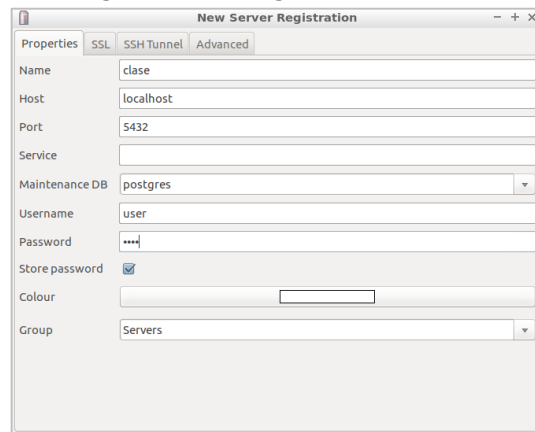 New Server Registration
Properties SSL SSH Tunnel Advanced
Name clase
Host localhost
Port 5432
Service
Maintenance DB postgres
Username user
Password ••••
Store password
Colour
Group Servers